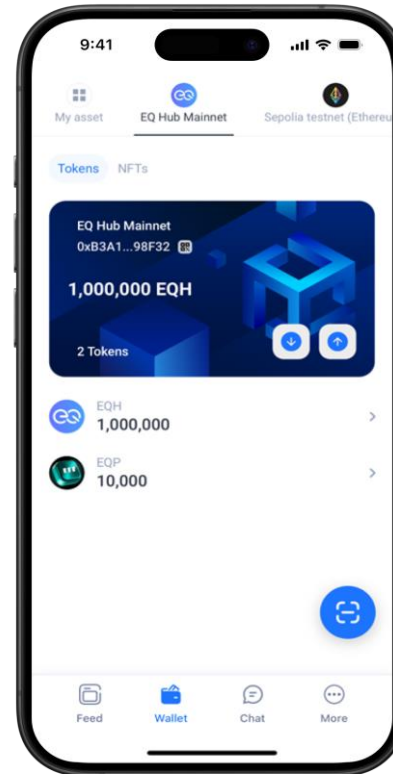 9:41
My asset
EQ Hub Mainnet
Sepolia testnet (Ethereu
Tokens NFTs
EQ Hub Mainnet
0xB3A1...98F32
1,000,000 EQH
2 Tokens
EQ
EQH
1,000,000
EQP
10,000
Feed Wallet Chat More